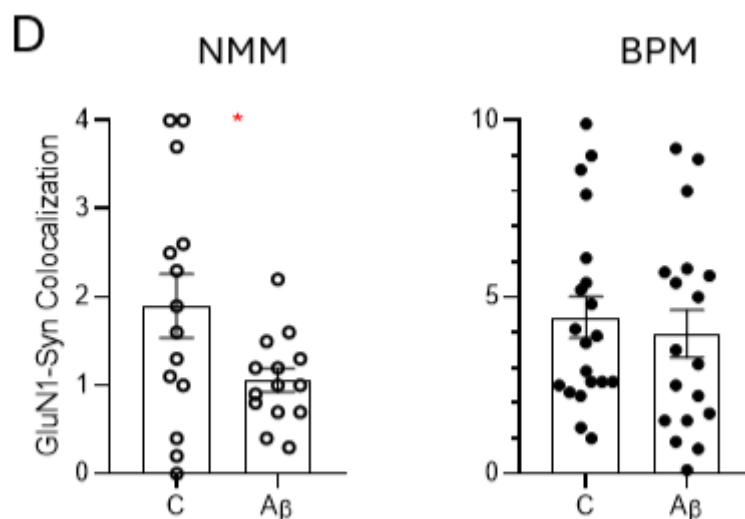 D
NMM
BPM
GluN1-Syn Colocalization
4
3
2
1
0
*
C
Aβ
10
5
0
C
Aβ